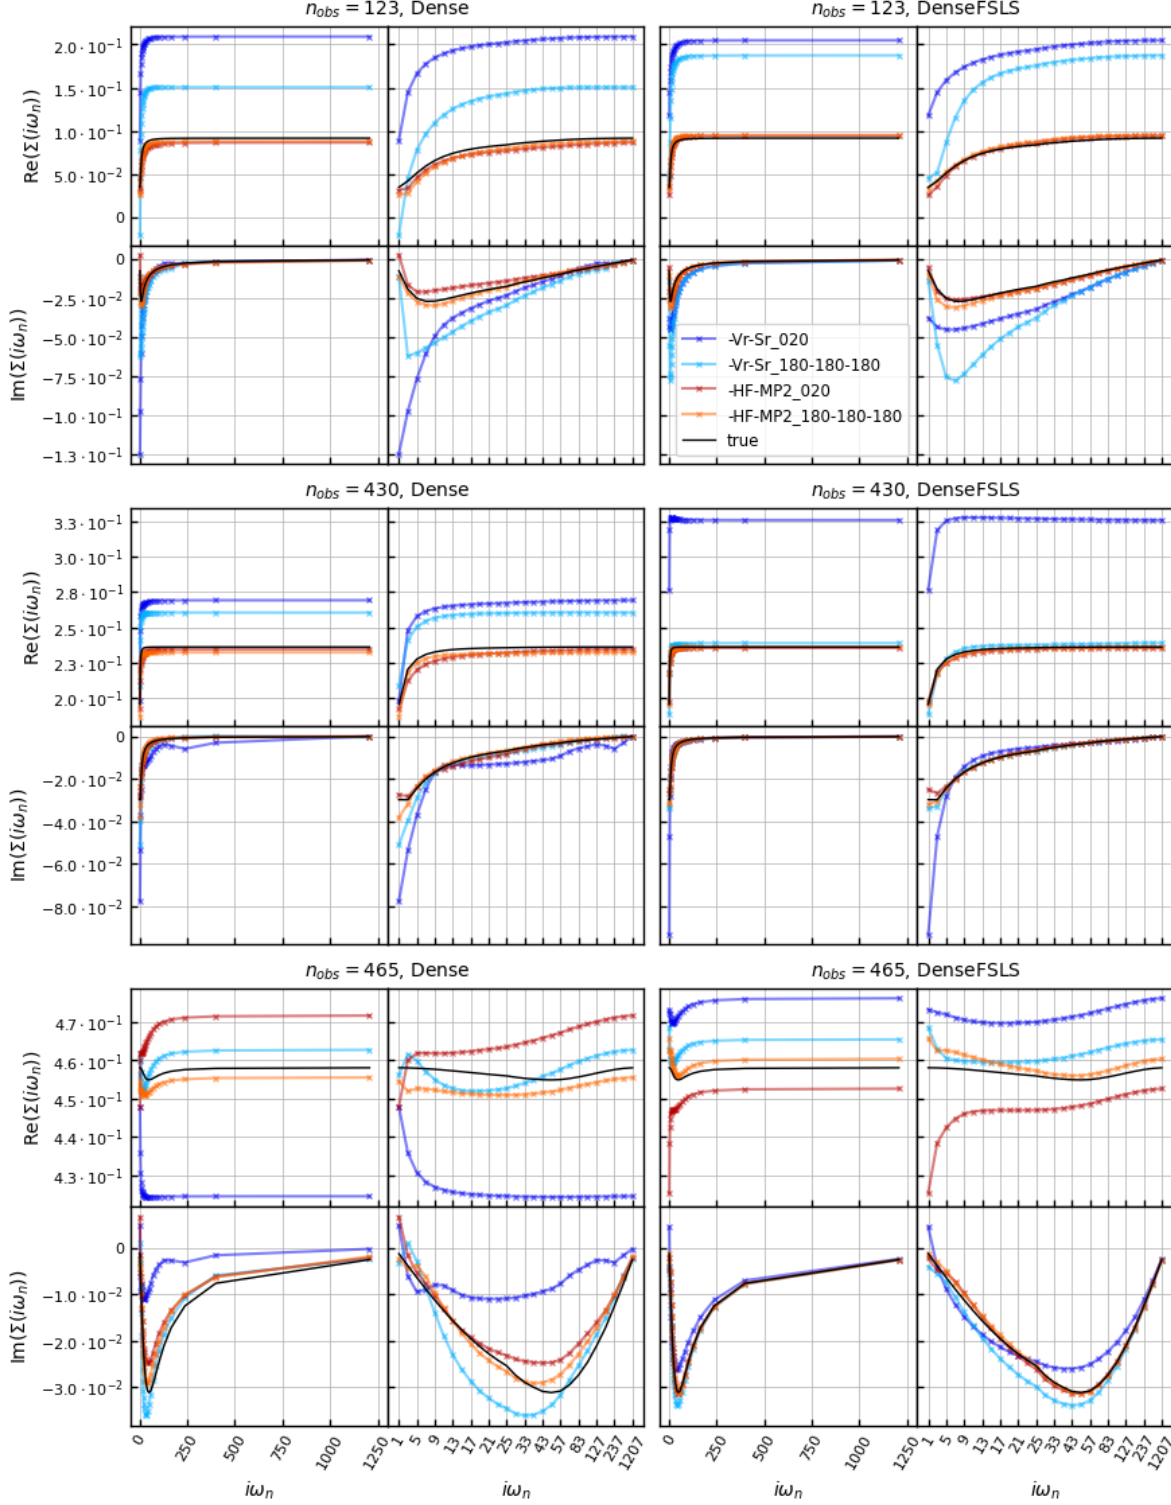 n_obs = 123, Dense
n_obs = 123, DenseFSLS
Re(Σ(iω_n))
2.0 · 10⁻¹
1.5 · 10⁻¹
1.0 · 10⁻¹
5.0 · 10⁻²
0
Im(Σ(iω_n))
0
−2.5 · 10⁻²
−5.0 · 10⁻²
−7.5 · 10⁻²
−1.0 · 10⁻¹
−1.3 · 10⁻¹
-Vr-Sr_020
-Vr-Sr_180-180-180
-HF-MP2_020
-HF-MP2_180-180-180
true
n_obs = 430, Dense
n_obs = 430, DenseFSLS
Re(Σ(iω_n))
3.3 · 10⁻¹
3.0 · 10⁻¹
2.8 · 10⁻¹
2.5 · 10⁻¹
2.3 · 10⁻¹
2.0 · 10⁻¹
Im(Σ(iω_n))
0
−2.0 · 10⁻²
−4.0 · 10⁻²
−6.0 · 10⁻²
−8.0 · 10⁻²
n_obs = 465, Dense
n_obs = 465, DenseFSLS
Re(Σ(iω_n))
4.7 · 10⁻¹
4.6 · 10⁻¹
4.5 · 10⁻¹
4.4 · 10⁻¹
4.3 · 10⁻¹
Im(Σ(iω_n))
0
−1.0 · 10⁻²
−2.0 · 10⁻²
−3.0 · 10⁻²
0 250 500 750 1000 1250 1 5 9 13 17 21 25 33 43 57 83 127 237 1207 0 250 500 750 1000 1250 1 5 9 13 17 21 25 33 43 57 83 127 237 1207
iω_n iω_n iω_n iω_n